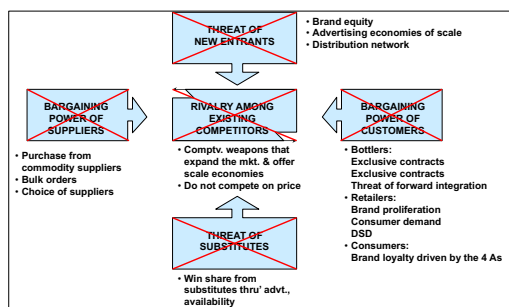 THREAT OF
NEW ENTRANTS
• Brand equity
• Advertising economies of scale
• Distribution network
BARGAINING
POWER OF
SUPPLIERS
• Purchase from
commodity suppliers
• Bulk orders
• Choice of suppliers
RIVALRY AMONG
EXISTING
COMPETITORS
• Comptv. weapons that
expand the mkt. & offer
scale economies
• Do not compete on price
BARGAINING
POWER OF
CUSTOMERS
• Bottlers:
Exclusive contracts
Exclusive contracts
Threat of forward integration
• Retailers:
Brand proliferation
Consumer demand
DSD
• Consumers:
Brand loyalty driven by the 4 As
THREAT OF
SUBSTITUTES
• Win share from
substitutes thru' advt.,
availability